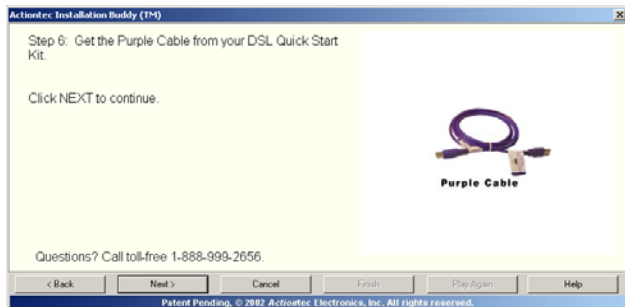 Actiontec Installation Buddy (TM)
Step 6: Get the Purple Cable from your DSL Quick Start
Kit.
Click NEXT to continue.
Purple Cable
Questions? Call toll-free 1-888-999-2656.
< Back Next > Cancel Finish Play Again Help
Patent Pending, © 2002 Actiontec Electronics, Inc. All rights reserved.